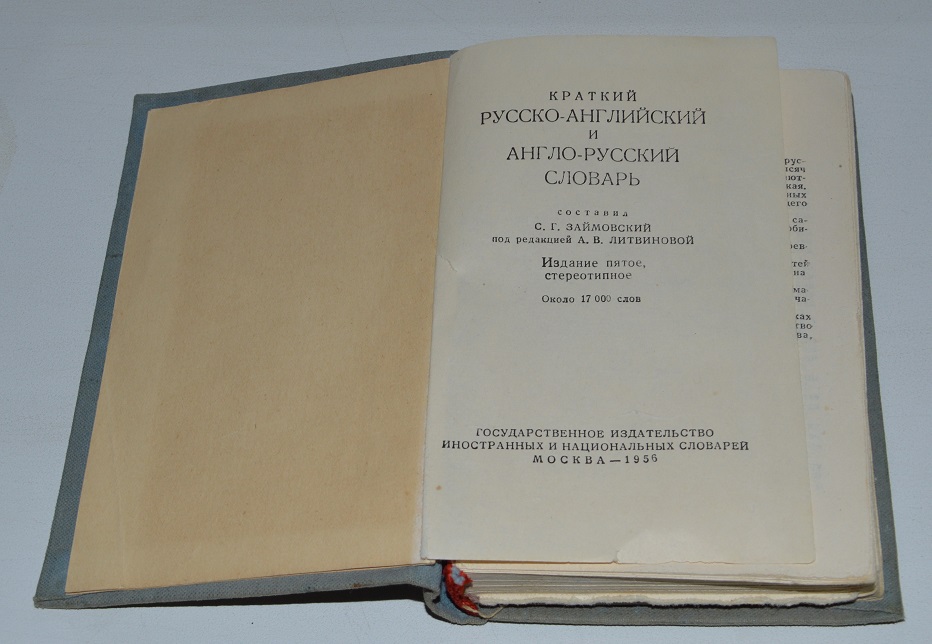 КРАТКИЙ
РУССКО-АНГЛИЙСКИЙ
И
АНГЛО-РУССКИЙ
СЛОВАРЬ
составил
С. Г. ЗАЙМОВСКИЙ
под редакцией А. В. ЛИТВИНОВОЙ
Издание пятое,
стереотипное
Около 17 000 слов
ГОСУДАРСТВЕННОЕ ИЗДАТЕЛЬСТВО
ИНОСТРАННЫХ И НАЦИОНАЛЬНЫХ СЛОВАРЕЙ
МОСКВА — 1956